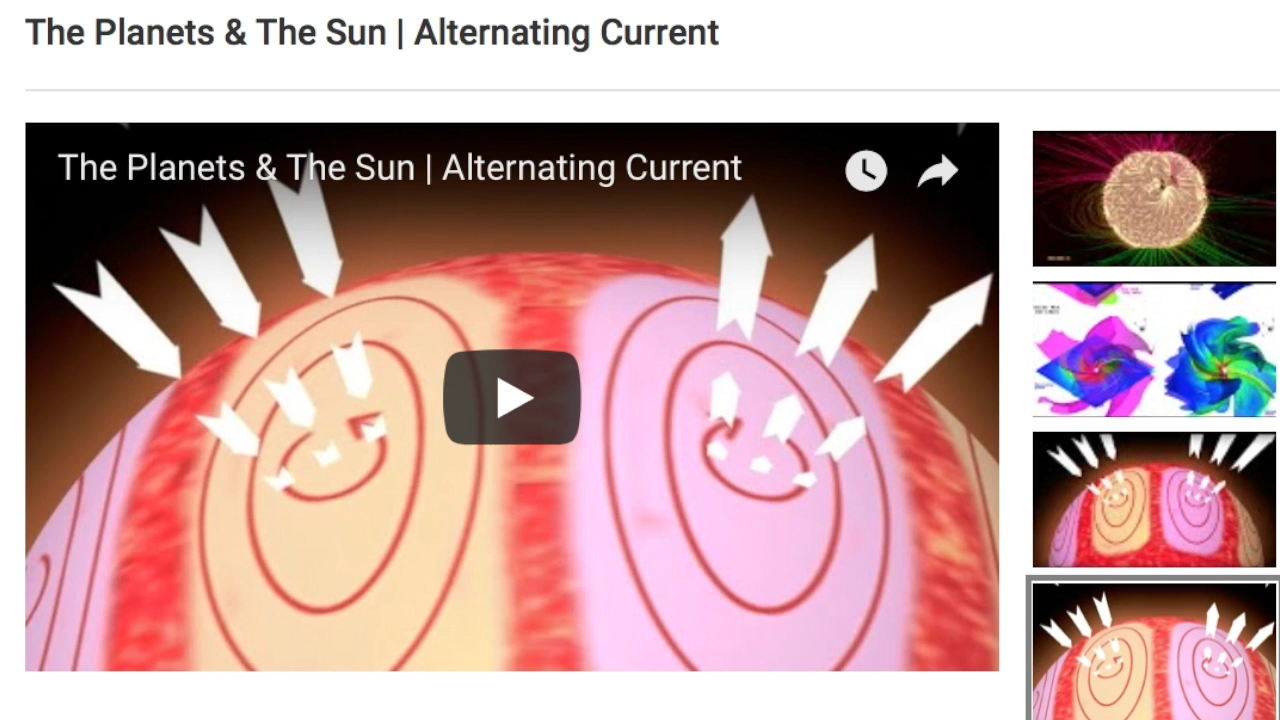 The Planets & The Sun | Alternating Current
The Planets & The Sun | Alternating Current